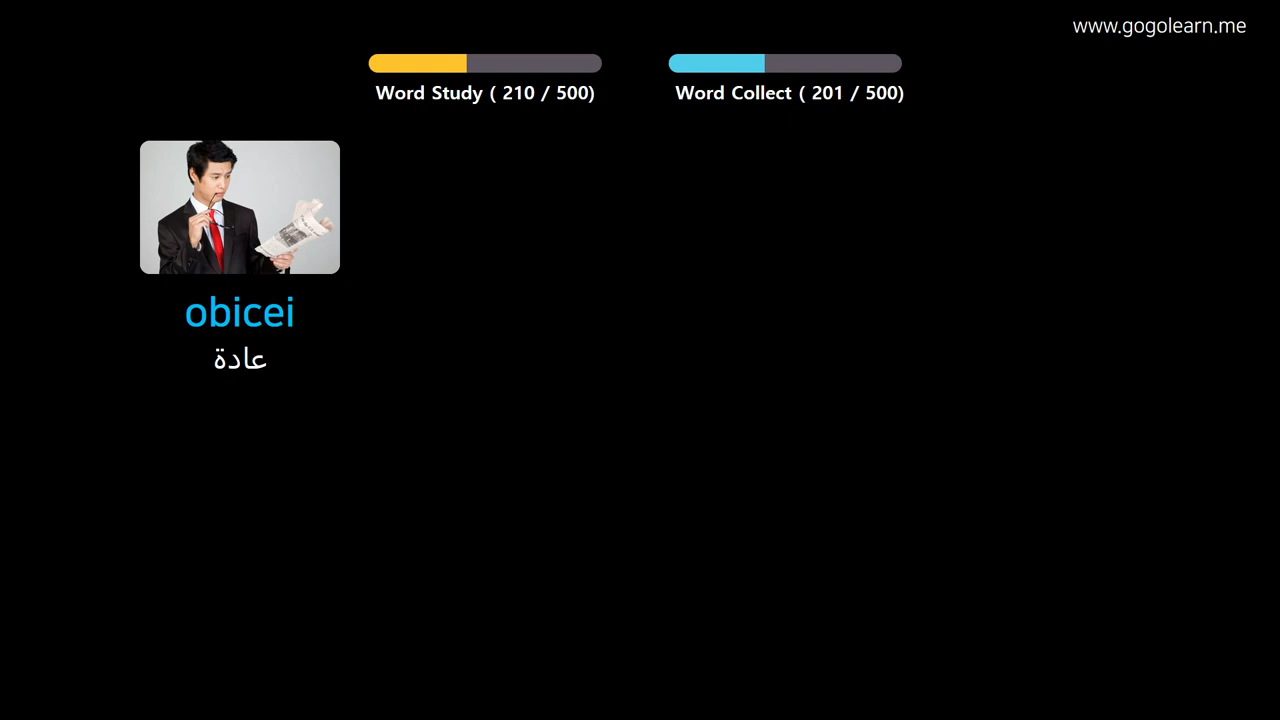 www.gogolearn.me
Word Study ( 210 / 500)
Word Collect ( 201 / 500)
obicei
عادة